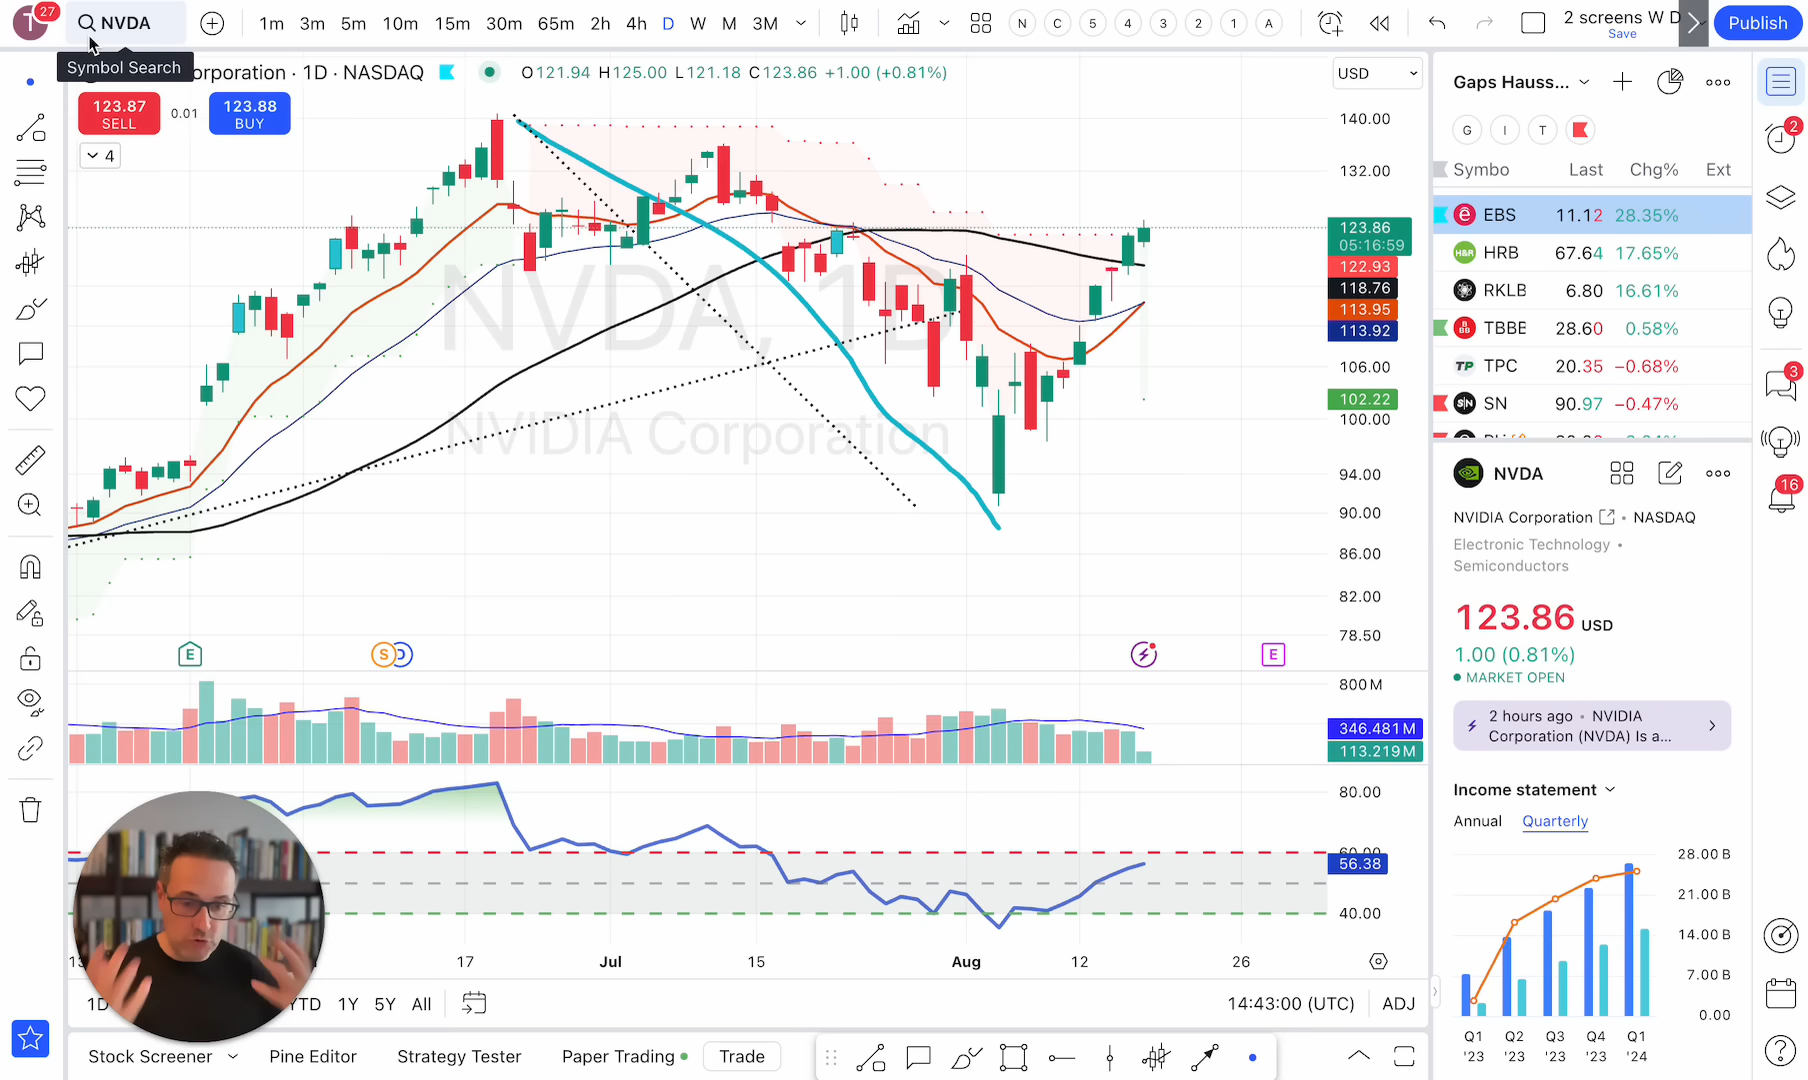 T 27 NVDA 1m 3m 5m 10m 15m 30m 65m 2h 4h D W M 3M N C 5 4 3 2 1 A 2 screens W D Save Publish
Symbol Search
orporation · 1D · NASDAQ O121.94 H125.00 L121.18 C123.86 +1.00 (+0.81%)
123.87 SELL
0.01
123.88 BUY
4
USD
140.00
132.00
123.86
05:16:59
122.93
118.76
113.95
113.92
106.00
102.22
100.00
94.00
90.00
86.00
82.00
78.50
NVDA, 1D
NVIDIA Corporation
E
S
E
800 M
346.481 M
113.219 M
80.00
56.38
40.00
17 Jul 15 Aug 12 26
1D YTD 1Y 5Y All
14:43:00 (UTC) ADJ
Stock Screener Pine Editor Strategy Tester Paper Trading Trade
Gaps Hauss...
G I T
Symbo Last Chg% Ext
EBS 11.12 28.35%
HRB 67.64 17.65%
RKLB 6.80 16.61%
TBBE 28.60 0.58%
TPC 20.35 −0.68%
SN 90.97 −0.47%
NVDA
NVIDIA Corporation • NASDAQ
Electronic Technology •
Semiconductors
123.86 USD
1.00 (0.81%)
MARKET OPEN
2 hours ago • NVIDIA
Corporation (NVDA) Is a...
Income statement
Annual Quarterly
28.00 B
21.00 B
14.00 B
7.00 B
0.00
Q1 Q2 Q3 Q4 Q1
'23 '23 '23 '23 '24
2
3
16